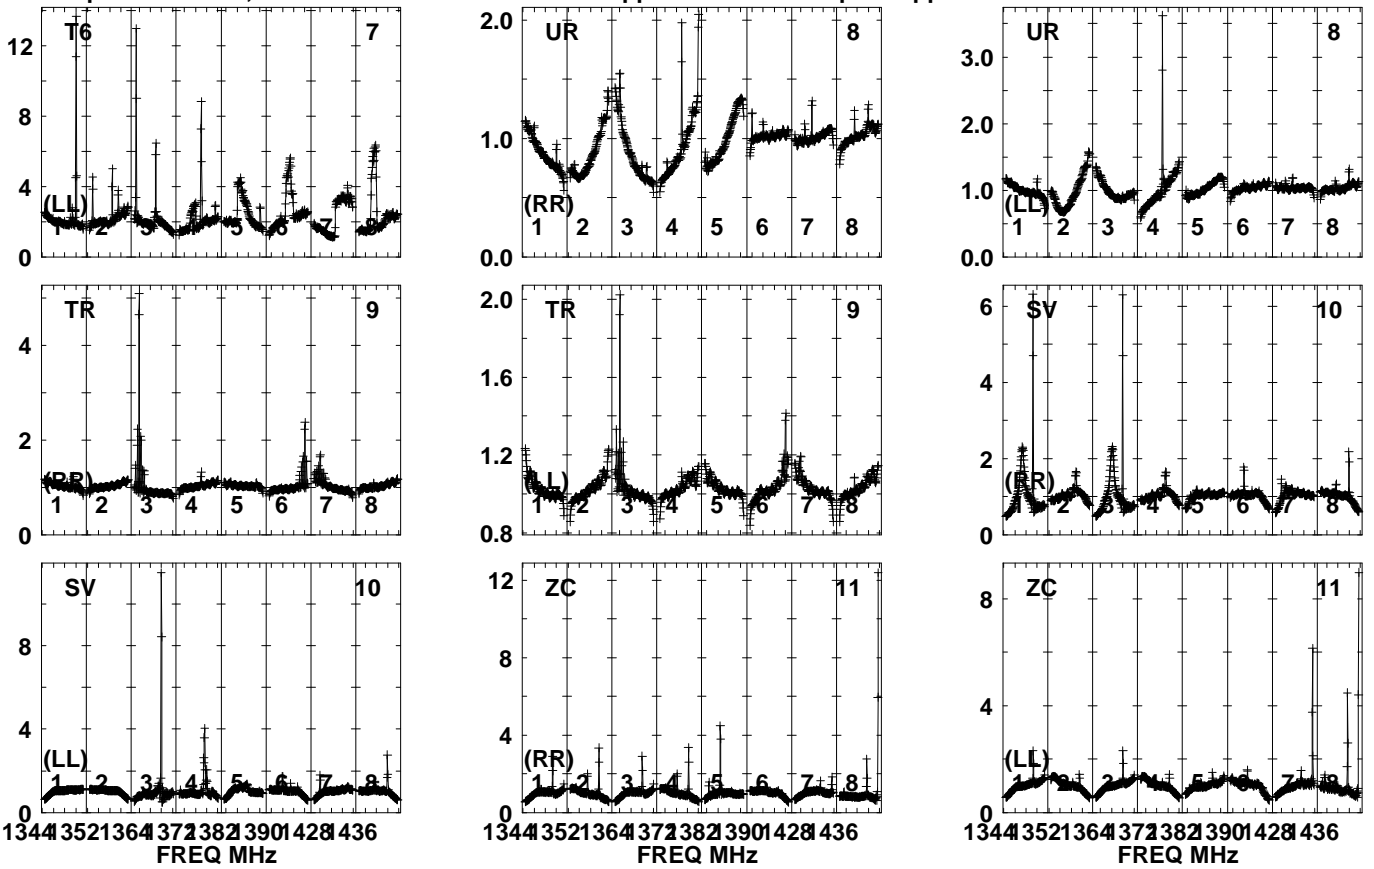 T6 7
12
8
4
0
(LL)
1 2 3 4 5 6 7 8
UR 8
2.0
1.0
0.0
(RR)
1 2 3 4 5 6 7 8
UR 8
3.0
2.0
1.0
0.0
(LL)
1 2 3 4 5 6 7 8
TR 9
4
2
0
(RR)
1 2 3 4 5 6 7 8
TR 9
2.0
1.6
1.2
0.8
(LL)
1 2 3 4 5 6 7 8
SV 10
6
4
2
0
(RR)
1 2 3 4 5 6 7 8
SV 10
8
4
0
(LL)
1 2 3 4 5 6 7 8
1344 1352 1364 1372 1382 1390 1428 1436
FREQ MHz
ZC 11
12
8
4
0
(RR)
1 2 3 4 5 6 7 8
1344 1352 1364 1372 1382 1390 1428 1436
FREQ MHz
ZC 11
8
4
0
(LL)
1 2 3 4 5 6 7 8
1344 1352 1364 1372 1382 1390 1428 1436
FREQ MHz